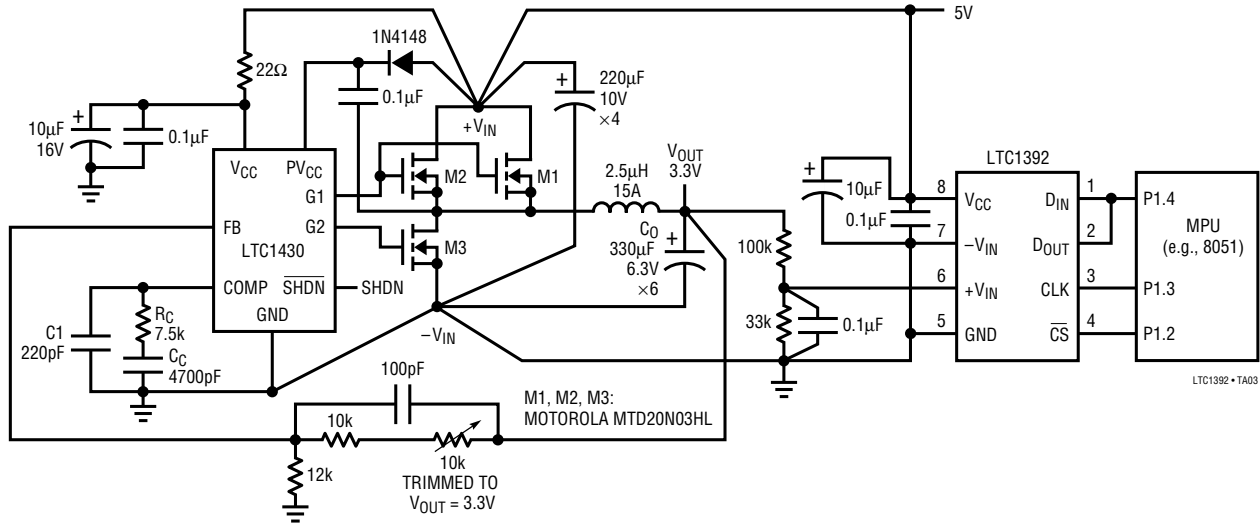 5V
1N4148
22Ω
+
220µF
10V
×4
0.1µF
10µF
16V
+
0.1µF
+VIN
VCC
PVCC
G1
G2
FB
LTC1430
COMP
SHDN
GND
SHDN
M2
M1
M3
2.5µH
15A
VOUT
3.3V
CO
330µF
6.3V
×6
+
−VIN
RC
7.5k
CC
4700pF
C1
220pF
100pF
10k
10k
TRIMMED TO
VOUT = 3.3V
12k
M1, M2, M3:
MOTOROLA MTD20N03HL
100k
33k
0.1µF
+
10µF
0.1µF
LTC1392
8
VCC
7
−VIN
6
+VIN
5
GND
DIN
1
DOUT
2
CLK
3
CS
4
P1.4
MPU
(e.g., 8051)
P1.3
P1.2
LTC1392 • TA03